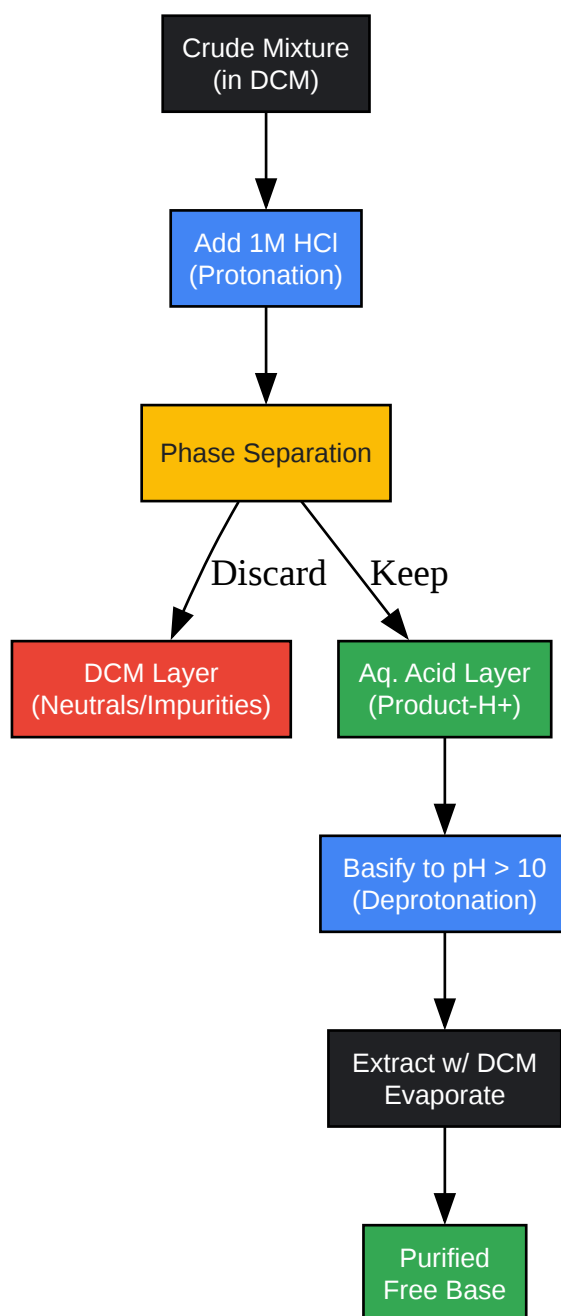 Crude Mixture
(in DCM)
Add 1M HCl
(Protonation)
Phase Separation
Discard
Keep
DCM Layer
(Neutrals/Impurities)
Aq. Acid Layer
(Product-H+)
Basify to pH > 10
(Deprotonation)
Extract w/ DCM
Evaporate
Purified
Free Base